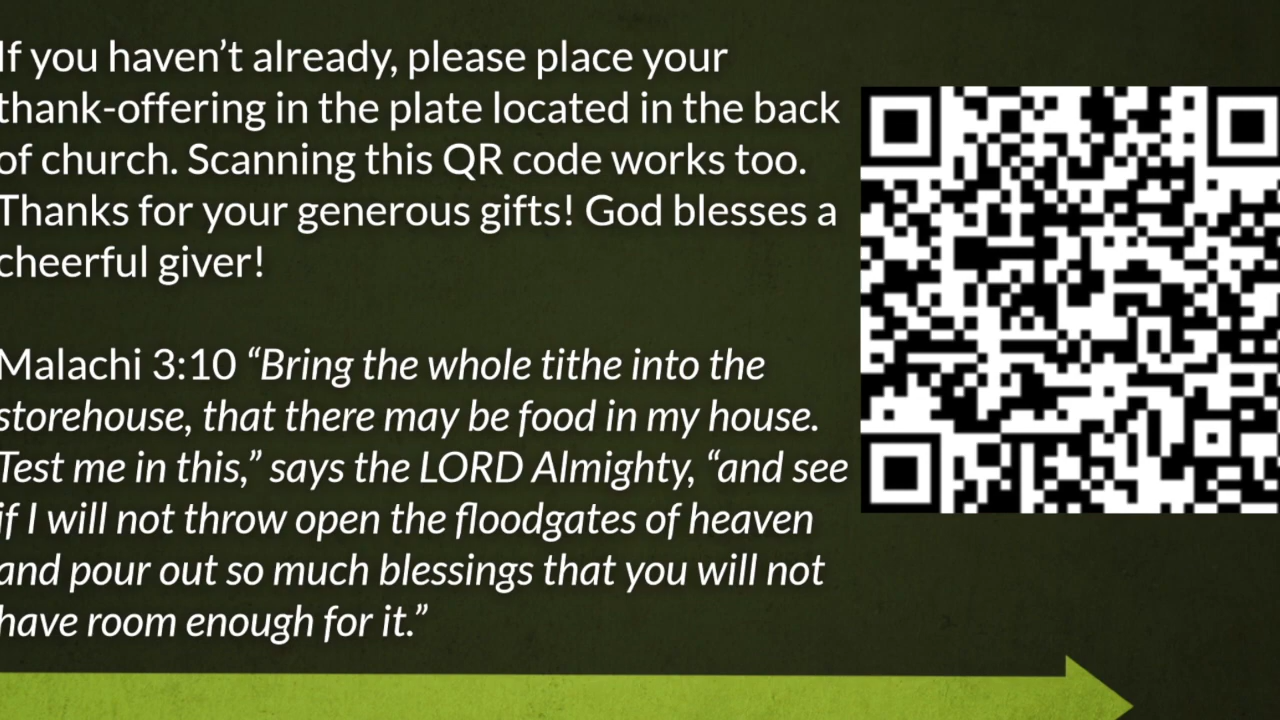 If you haven’t already, please place your
thank-offering in the plate located in the back
of church. Scanning this QR code works too.
Thanks for your generous gifts! God blesses a
cheerful giver!
Malachi 3:10 “Bring the whole tithe into the
storehouse, that there may be food in my house.
Test me in this,” says the LORD Almighty, “and see
if I will not throw open the floodgates of heaven
and pour out so much blessings that you will not
have room enough for it.”